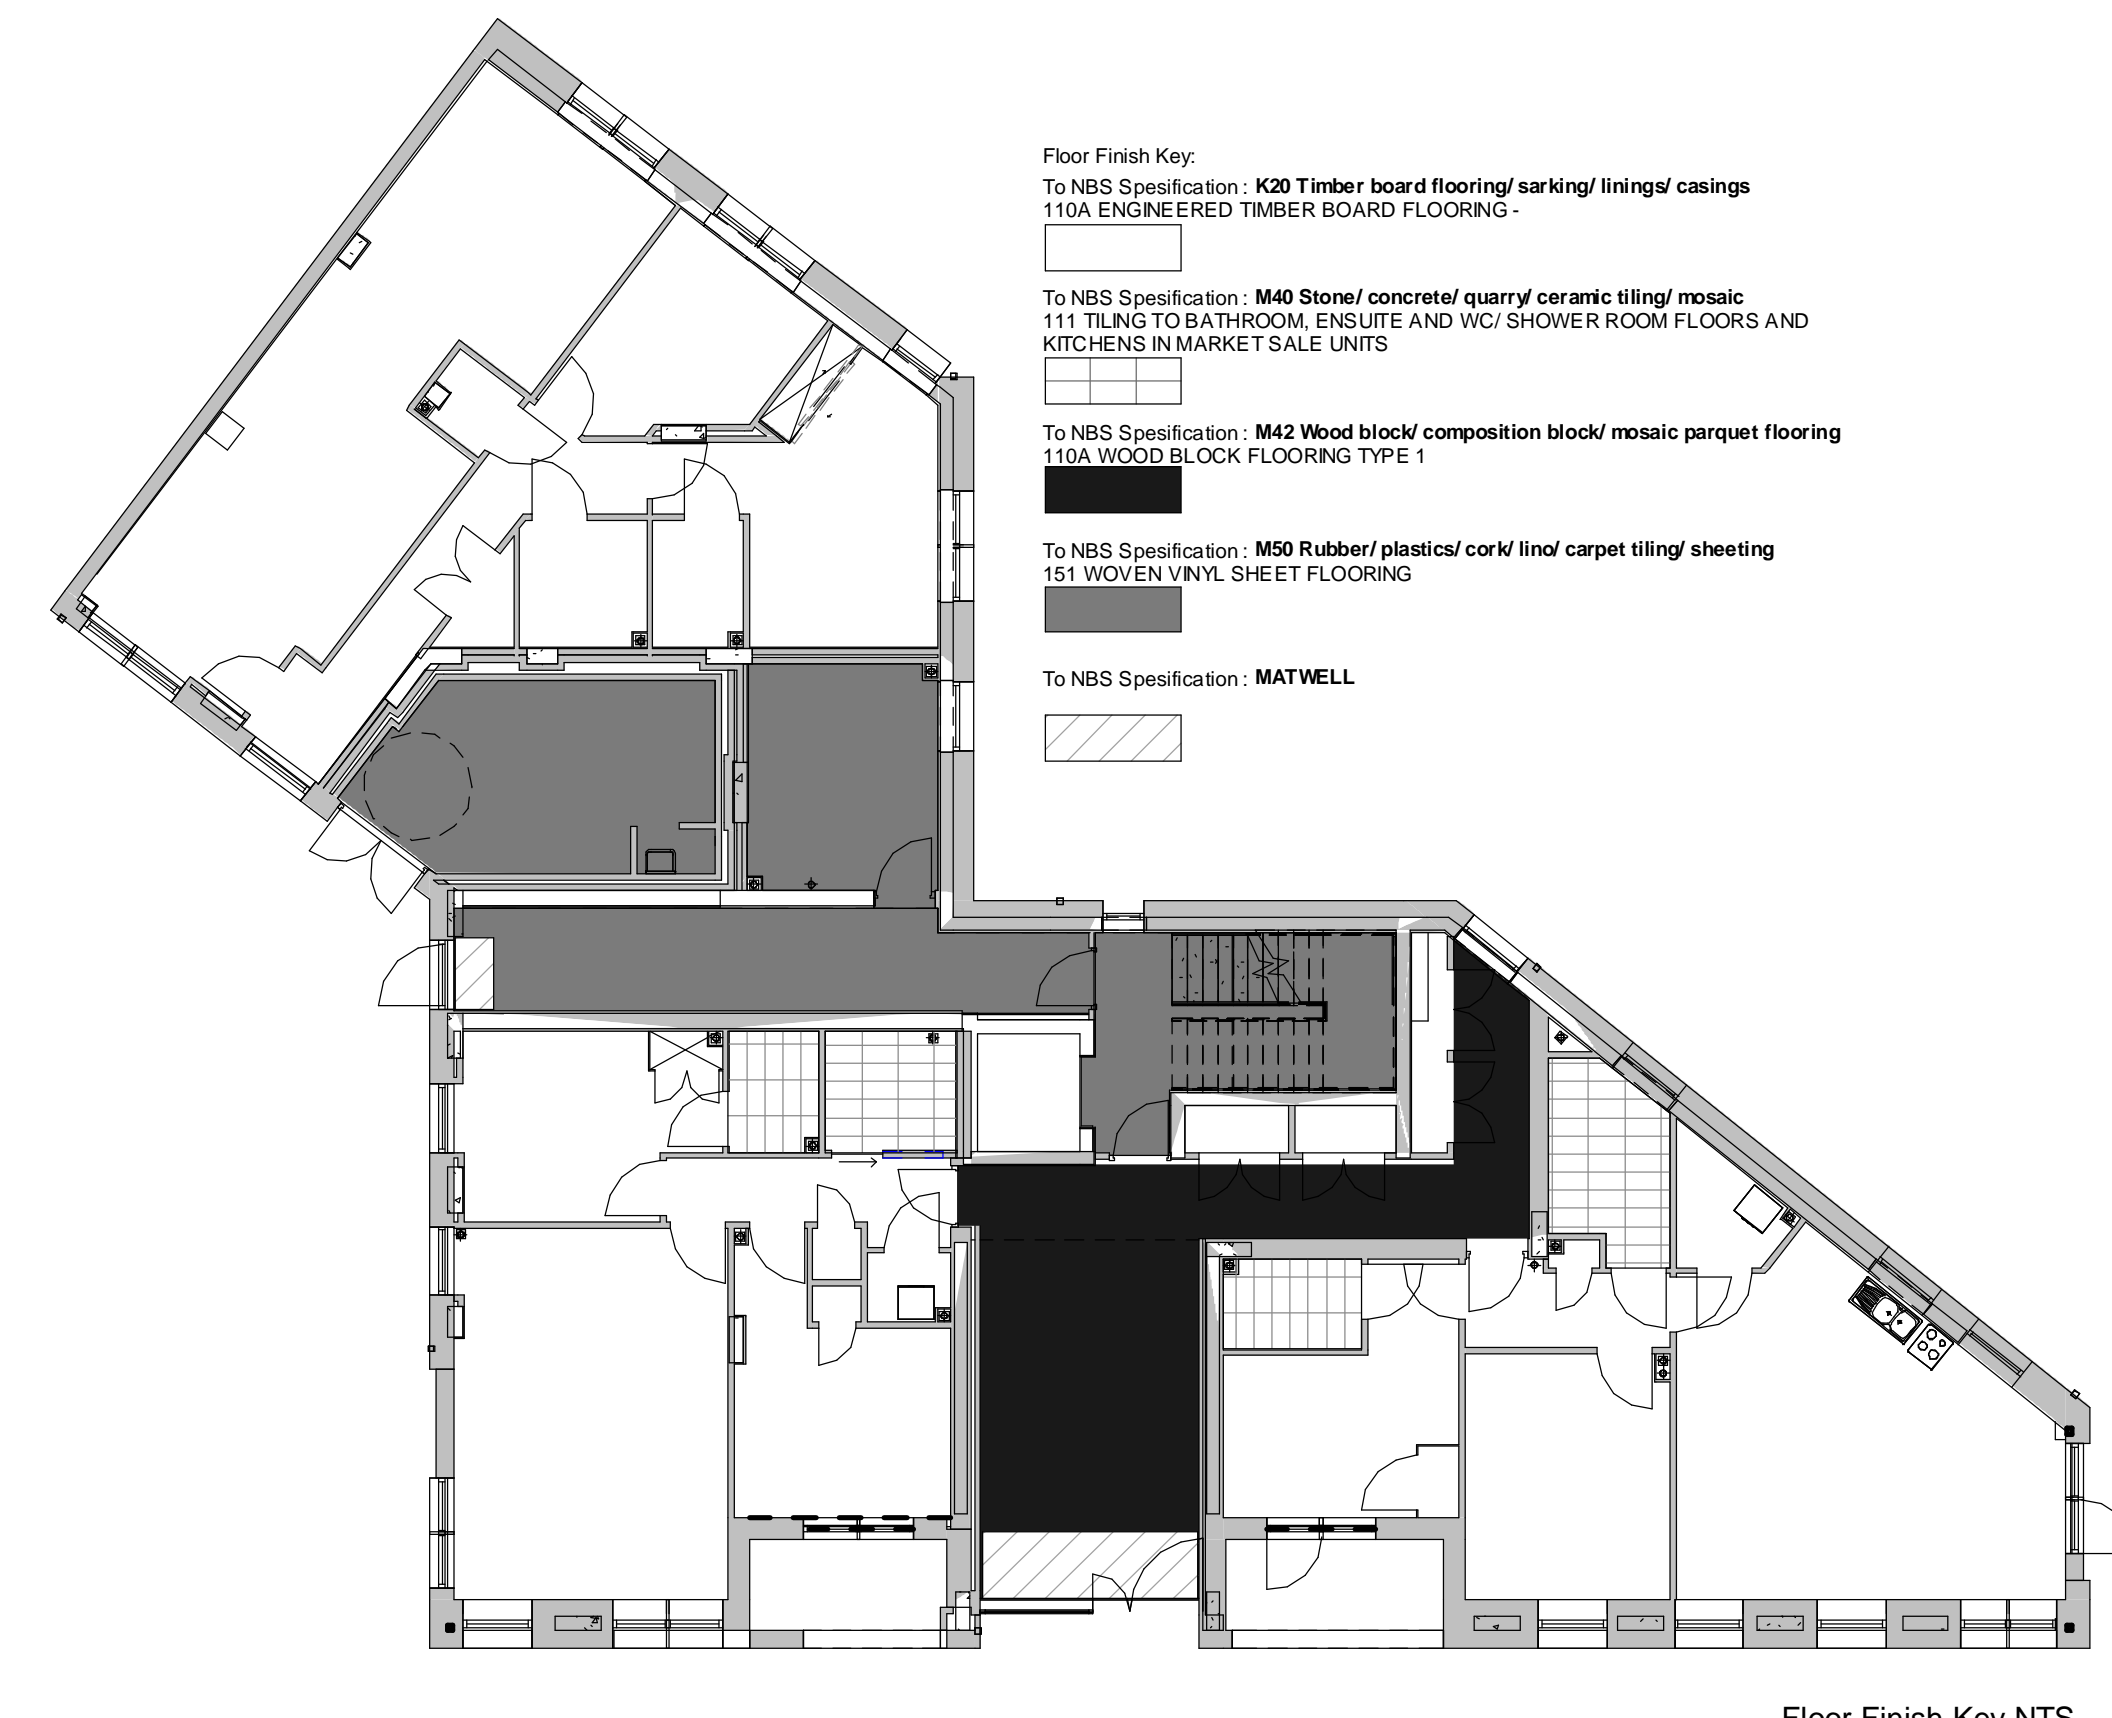 Floor Finish Key:
To NBS Spesification : K20 Timber board flooring/ sarking/ linings/ casings
110A ENGINEERED TIMBER BOARD FLOORING -
To NBS Spesification : M40 Stone/ concrete/ quarry/ ceramic tiling/ mosaic
111 TILING TO BATHROOM, ENSUITE AND WC/ SHOWER ROOM FLOORS AND
KITCHENS IN MARKET SALE UNITS
To NBS Spesification : M42 Wood block/ composition block/ mosaic parquet flooring
110A WOOD BLOCK FLOORING TYPE 1
To NBS Spesification : M50 Rubber/ plastics/ cork/ lino/ carpet tiling/ sheeting
151 WOVEN VINYL SHEET FLOORING
To NBS Spesification : MATWELL
Floor Finish Key NTS